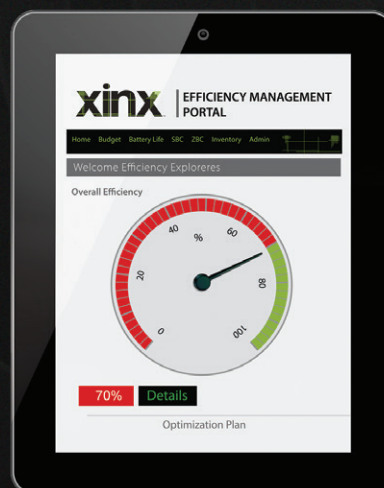 xinx
EFFICIENCY MANAGEMENT
PORTAL
Home Budget Battery Life SBC ZBC Inventory Admin
Welcome Efficiency Exploreres
Overall Efficiency
0 20 40 % 60 80 100
70% Details
Optimization Plan